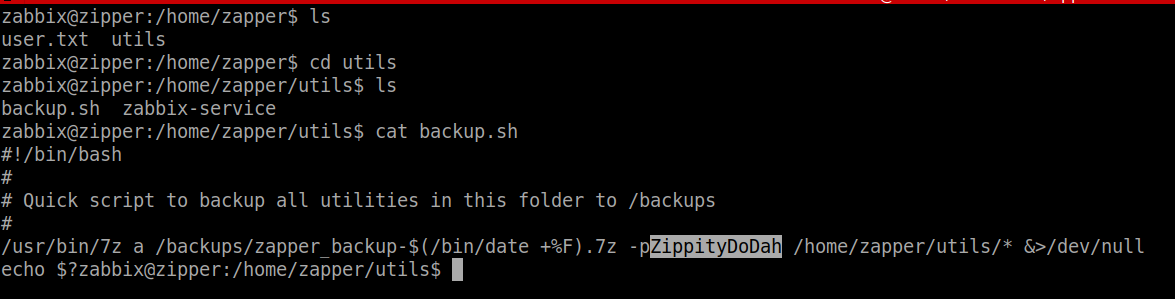 zabbix@zipper:/home/zapper$ ls
user.txt  utils
zabbix@zipper:/home/zapper$ cd utils
zabbix@zipper:/home/zapper/utils$ ls
backup.sh  zabbix-service
zabbix@zipper:/home/zapper/utils$ cat backup.sh
#!/bin/bash
#
# Quick script to backup all utilities in this folder to /backups
#
/usr/bin/7z a /backups/zapper_backup-$(/bin/date +%F).7z -pZippityDoDah /home/zapper/utils/* &>/dev/null
echo $?zabbix@zipper:/home/zapper/utils$